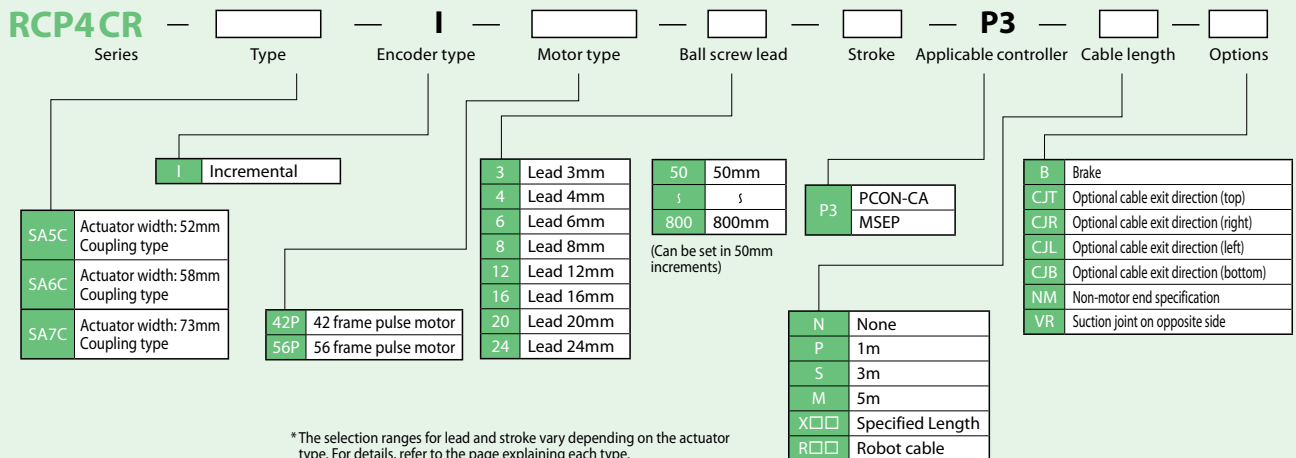 RCP4CR — — I — — — — P3 — —
Series Type Encoder type Motor type Ball screw lead Stroke Applicable controller Cable length Options
SA5C Actuator width: 52mm
Coupling type
SA6C Actuator width: 58mm
Coupling type
SA7C Actuator width: 73mm
Coupling type
I Incremental
42P 42 frame pulse motor
56P 56 frame pulse motor
3 Lead 3mm
4 Lead 4mm
6 Lead 6mm
8 Lead 8mm
12 Lead 12mm
16 Lead 16mm
20 Lead 20mm
24 Lead 24mm
50 50mm
∫ ∫
800 800mm
(Can be set in 50mm
increments)
P3 PCON-CA
MSEP
N None
P 1m
S 3m
M 5m
X□□ Specified Length
R□□ Robot cable
B Brake
CJT Optional cable exit direction (top)
CJR Optional cable exit direction (right)
CJL Optional cable exit direction (left)
CJB Optional cable exit direction (bottom)
NM Non-motor end specification
VR Suction joint on opposite side
* The selection ranges for lead and stroke vary depending on the actuator
type. For details, refer to the page explaining each type.